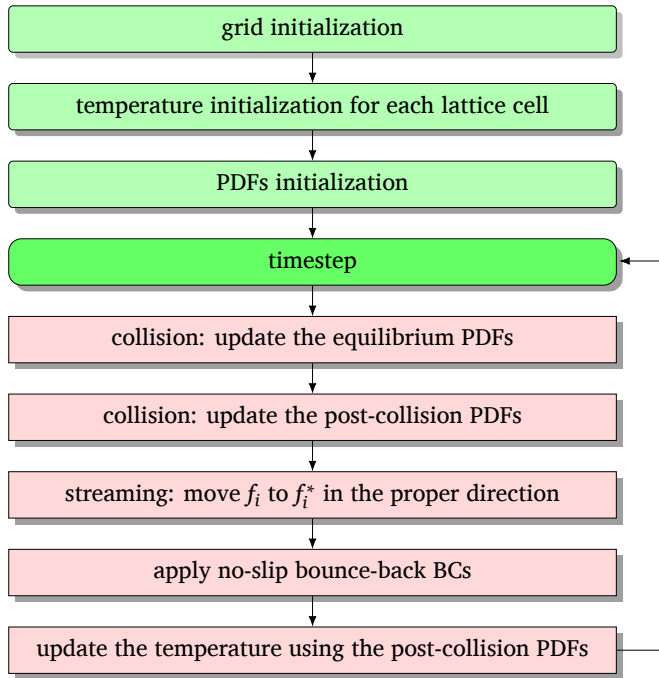 grid initialization
temperature initialization for each lattice cell
PDFs initialization
timestep
collision: update the equilibrium PDFs
collision: update the post-collision PDFs
streaming: move f_i to f_i^* in the proper direction
apply no-slip bounce-back BCs
update the temperature using the post-collision PDFs